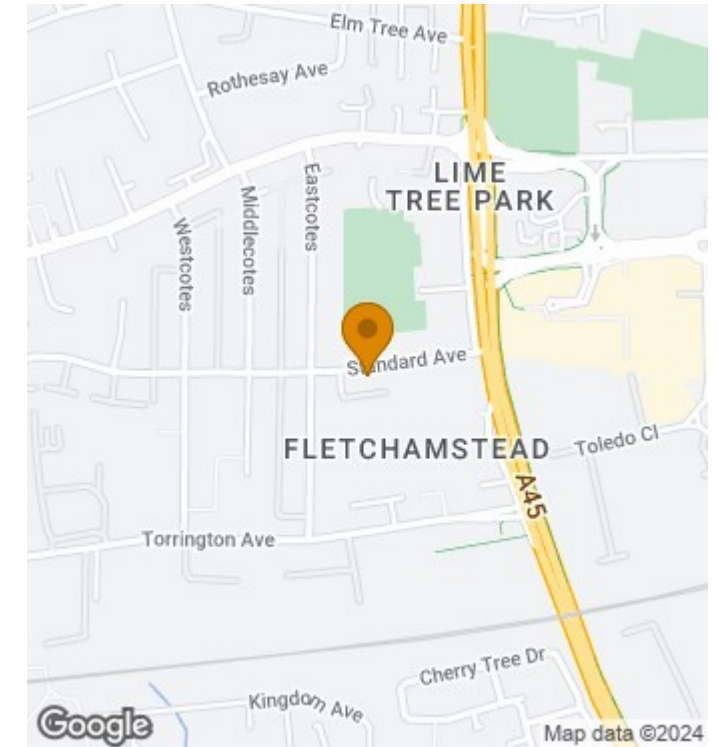 Elm Tree Ave
Rothesay Ave
LIME
TREE PARK
Eastcotes
Middlecotes
Westcotes
Standard Ave
FLETCHAMSTEAD
Toledo Cl
A45
Torrington Ave
Cherry Tree Dr
Kingdom Ave
Google
Map data ©2024